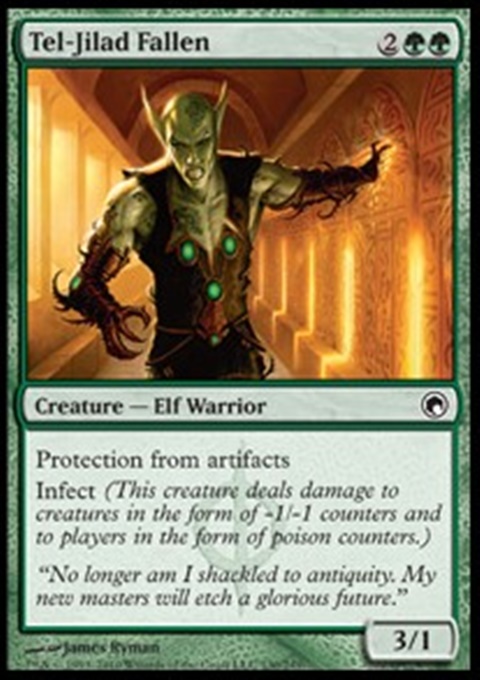 Tel-Jilad Fallen 2
Creature — Elf Warrior
Protection from artifacts
Infect (This creature deals damage to
creatures in the form of -1/-1 counters and
to players in the form of poison counters.)
“No longer am I shackled to antiquity. My
new masters will etch a glorious future.”
James Ryman
3/1